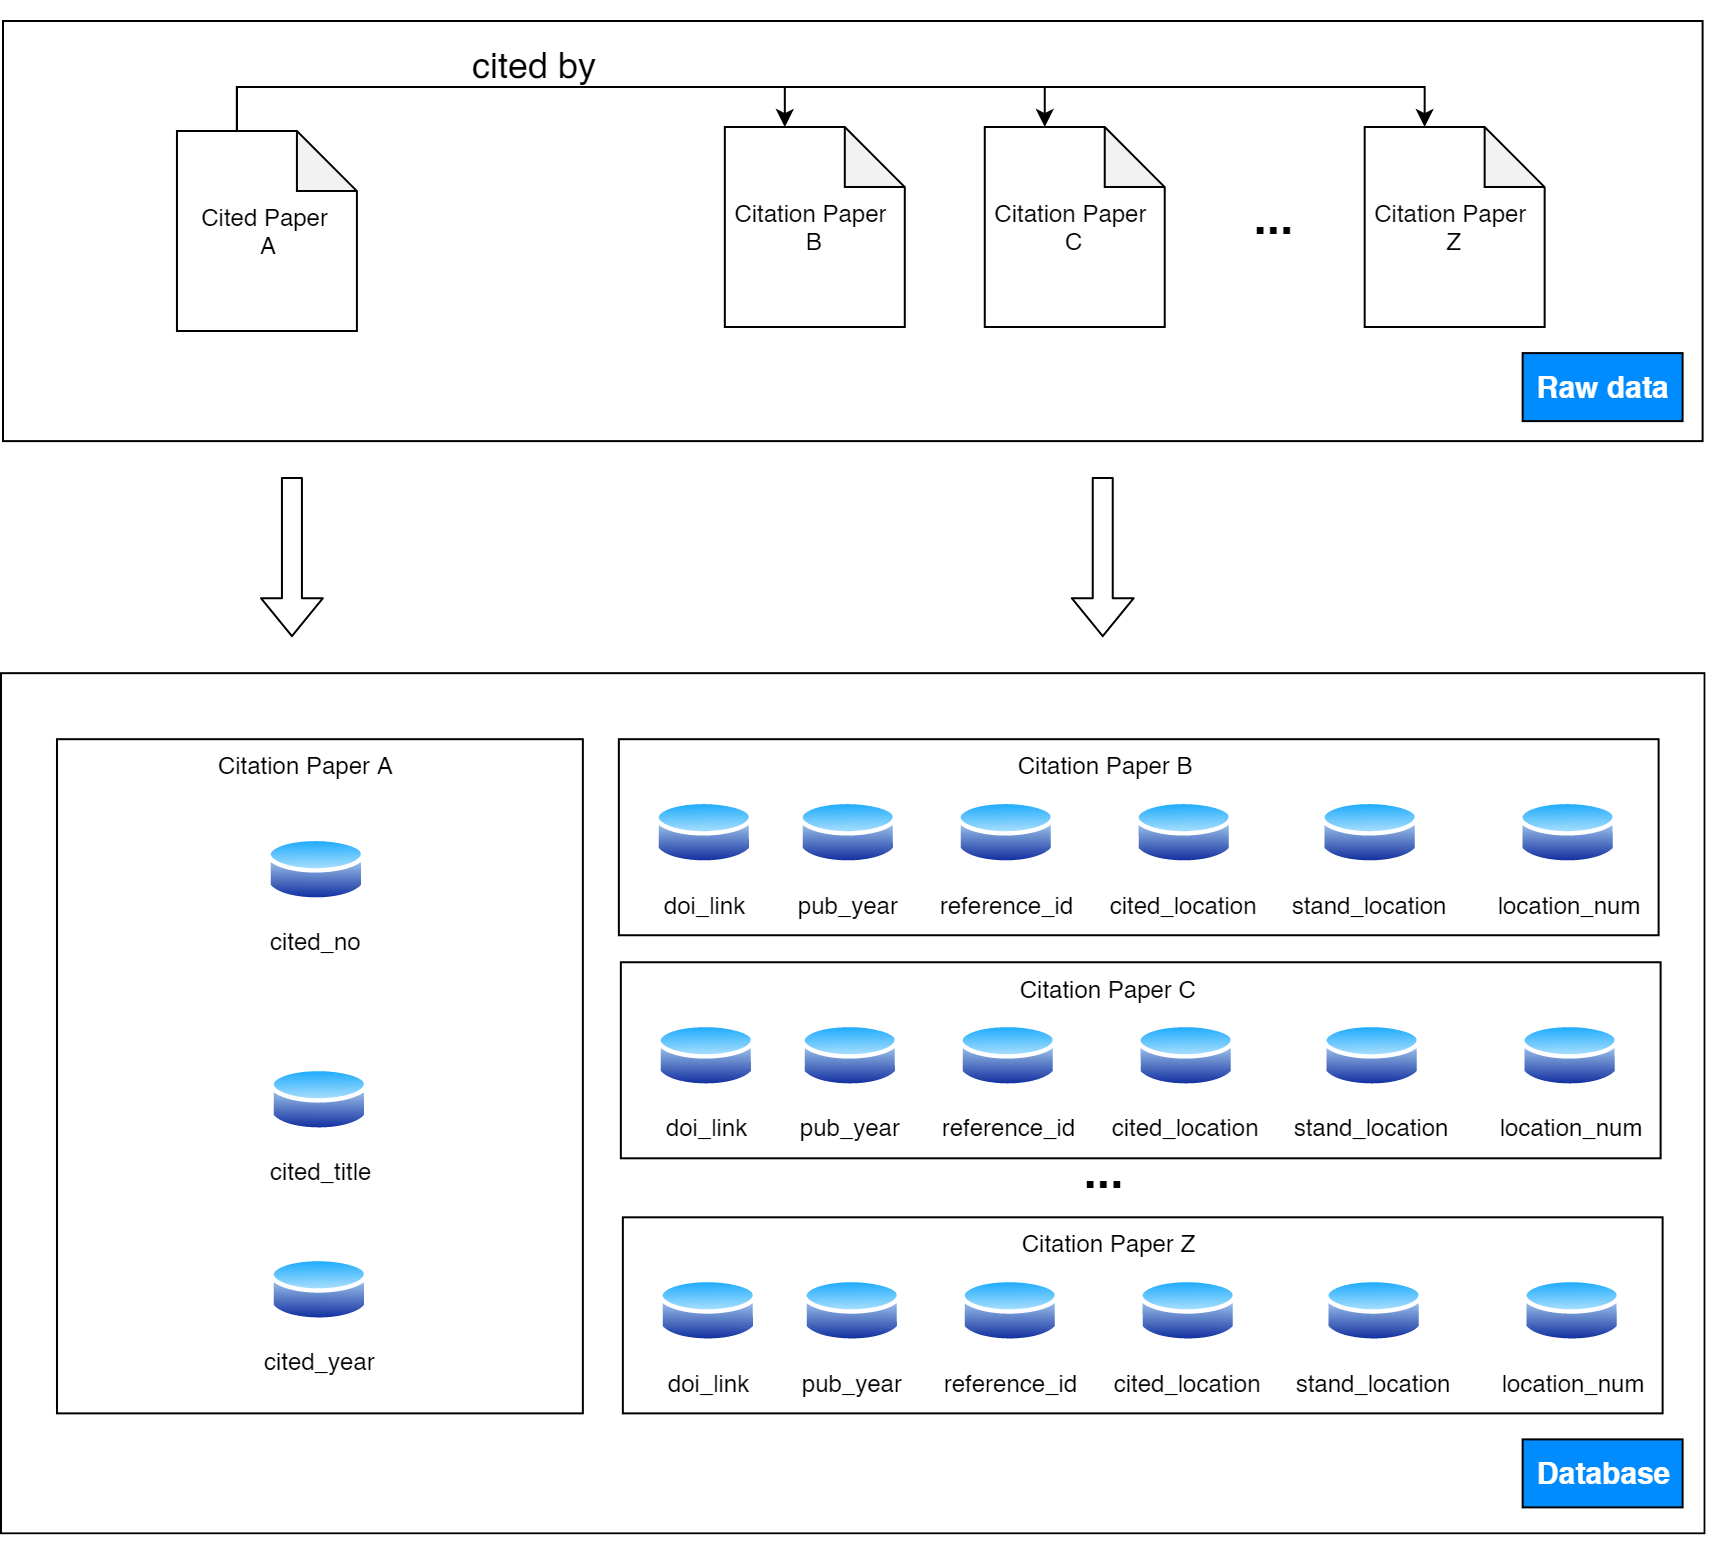 cited by
Cited Paper
A
Citation Paper
B
Citation Paper
C
...
Citation Paper
Z
Raw data
Citation Paper A
cited_no
cited_title
cited_year
Citation Paper B
doi_link pub_year reference_id cited_location stand_location location_num
Citation Paper C
doi_link pub_year reference_id cited_location stand_location location_num
...
Citation Paper Z
doi_link pub_year reference_id cited_location stand_location location_num
Database